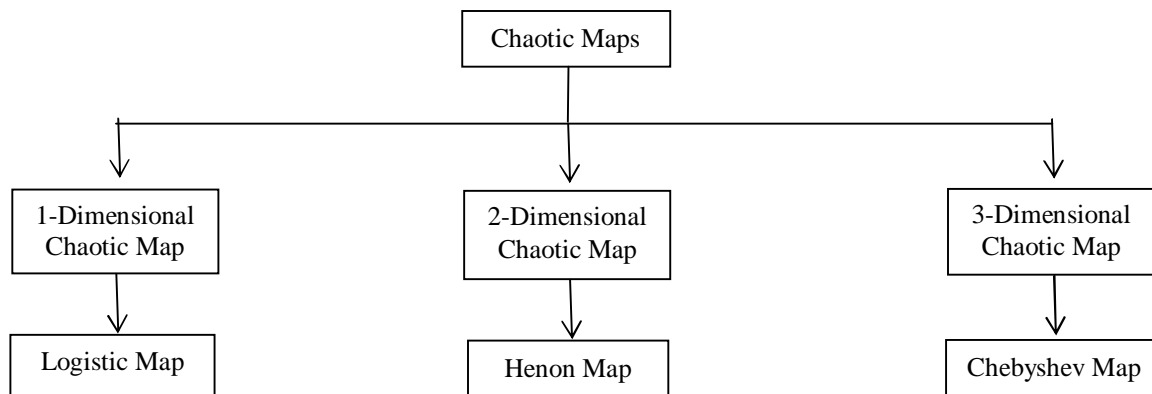 Chaotic Maps
1-Dimensional
Chaotic Map
2-Dimensional
Chaotic Map
3-Dimensional
Chaotic Map
Logistic Map
Henon Map
Chebyshev Map